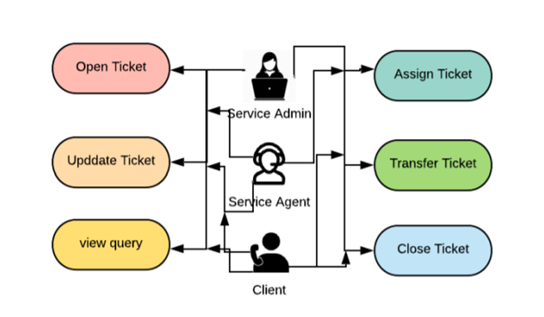 Open Ticket
Assign Ticket
Service Admin
Upddate Ticket
Transfer Ticket
Service Agent
view query
Close Ticket
Client